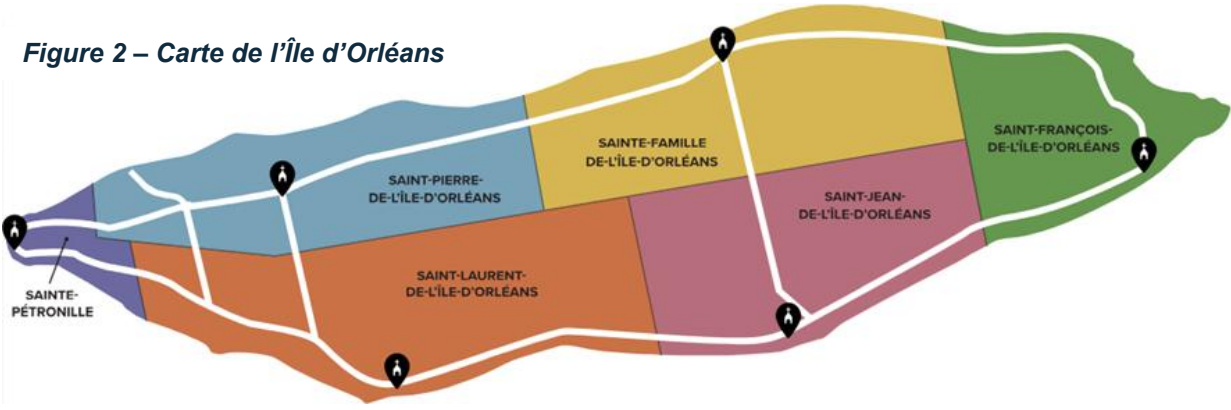 Figure 2 – Carte de l’Île d’Orléans
SAINTE-FAMILLE
DE-L'ÎLE-D'ORLÉANS
SAINT-FRANÇOIS-
DE-L'ÎLE-D'ORLÉANS
SAINT-PIERRE-
DE-L'ÎLE-D'ORLÉANS
SAINT-JEAN-
DE-L'ÎLE-D'ORLÉANS
SAINT-LAURENT-
DE-L'ÎLE-D'ORLÉANS
SAINTE-
PÉTRONILLE